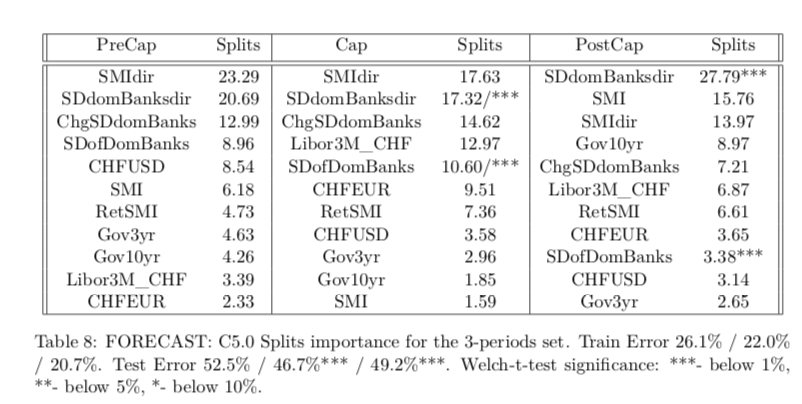 PreCap Splits Cap Splits PostCap Splits
SMIdir 23.29 SMIdir 17.63 SDdomBanksdir 27.79***
SDdomBanksdir 20.69 SDdomBanksdir 17.32/*** SMI 15.76
ChgSDdomBanks 12.99 ChgSDdomBanks 14.62 SMIdir 13.97
SDofDomBanks 8.96 Libor3M_CHF 12.97 Gov10yr 8.97
CHFUSD 8.54 SDofDomBanks 10.60/*** ChgSDdomBanks 7.21
SMI 6.18 CHFEUR 9.51 Libor3M_CHF 6.87
RetSMI 4.73 RetSMI 7.36 RetSMI 6.61
Gov3yr 4.63 CHFUSD 3.58 CHFEUR 3.65
Gov10yr 4.26 Gov3yr 2.96 SDofDomBanks 3.38***
Libor3M_CHF 3.39 Gov10yr 1.85 CHFUSD 3.14
CHFEUR 2.33 SMI 1.59 Gov3yr 2.65
Table 8: FORECAST: C5.0 Splits importance for the 3-periods set. Train Error 26.1% / 22.0%
/ 20.7%. Test Error 52.5% / 46.7%*** / 49.2%***. Welch-t-test significance: ***- below 1%,
**- below 5%, *- below 10%.